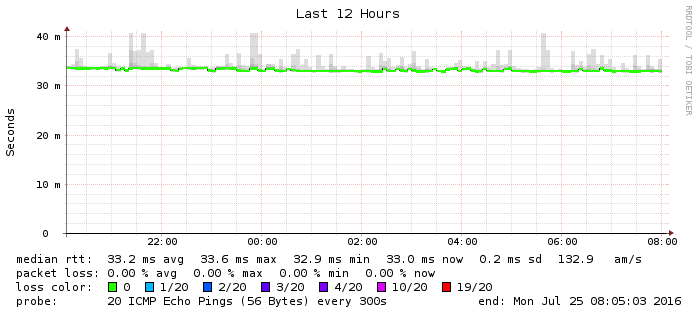 Last 12 Hours
RRDTOOL / TOBI OETIKER
Seconds
40 m
30 m
20 m
10 m
0
22:00 00:00 02:00 04:00 06:00 08:00
median rtt: 33.2 ms avg 33.6 ms max 32.9 ms min 33.0 ms now 0.2 ms sd 132.9 am/s
packet loss: 0.00 % avg 0.00 % max 0.00 % min 0.00 % now
loss color: 0 1/20 2/20 3/20 4/20 10/20 19/20
probe: 20 ICMP Echo Pings (56 Bytes) every 300s end: Mon Jul 25 08:05:03 2016